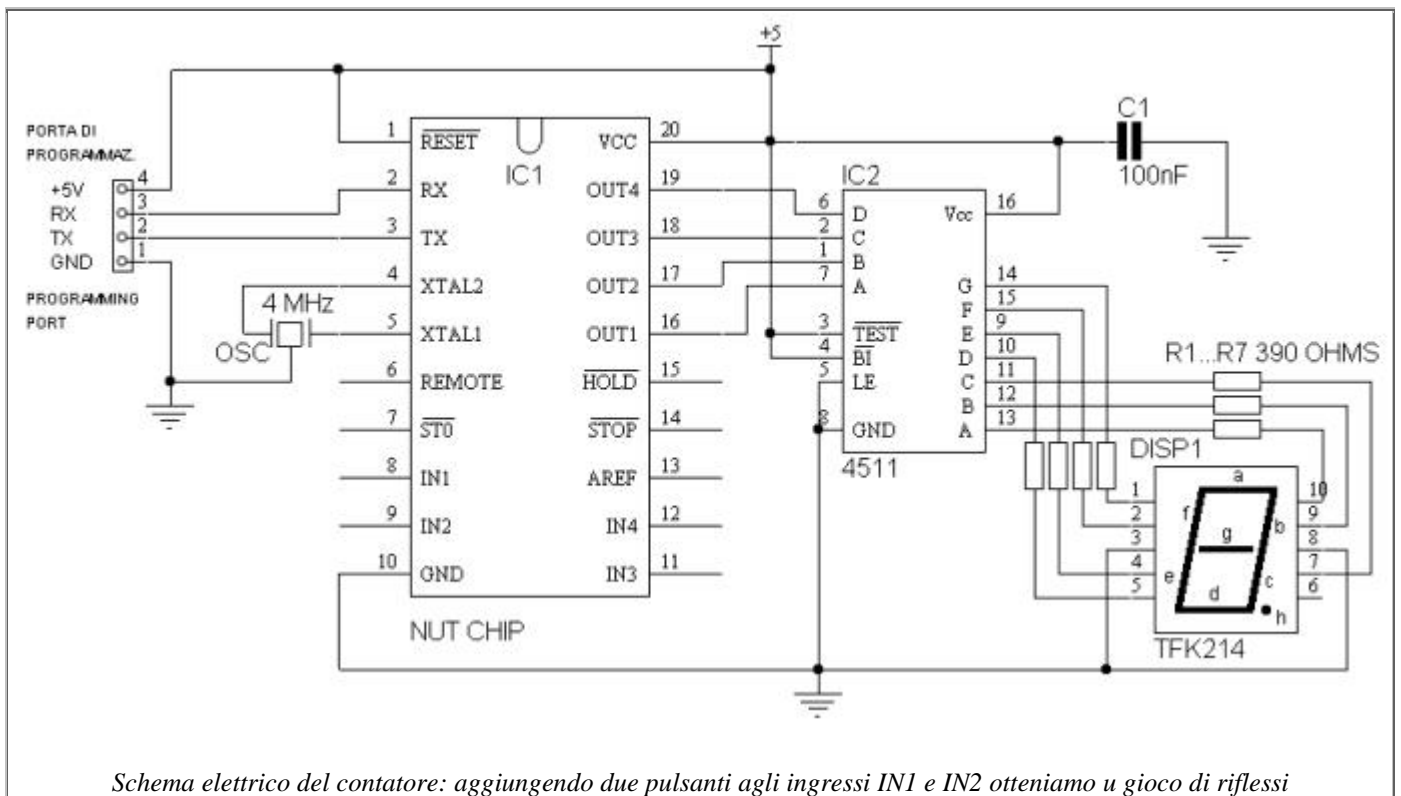 +5
PORTA DI
PROGRAMMAZ.
+5V 4
RX 3
TX 2
GND 1
PROGRAMMING
PORT
4 MHz
OSC
IC1
1 RESET
2 RX
3 TX
4 XTAL2
5 XTAL1
6 REMOTE
7 ST0
8 IN1
9 IN2
10 GND
VCC 20
OUT4 19
OUT3 18
OUT2 17
OUT1 16
HOLD 15
STOP 14
AREF 13
IN4 12
IN3 11
NUT CHIP
IC2
6 D
2 C
1 B
7 A
3 TEST
4 BI
5 LE
8 GND
Vcc 16
G 14
F 15
E 9
D 10
C 11
B 12
A 13
4511
C1
100nF
R1...R7 390 OHMS
DISP1
1
2
3
4
5
a
f
b
g
e
c
d
h
10
9
8
7
6
TFK214
Schema elettrico del contatore: aggiungendo due pulsanti agli ingressi IN1 e IN2 otteniamo u gioco di riflessi